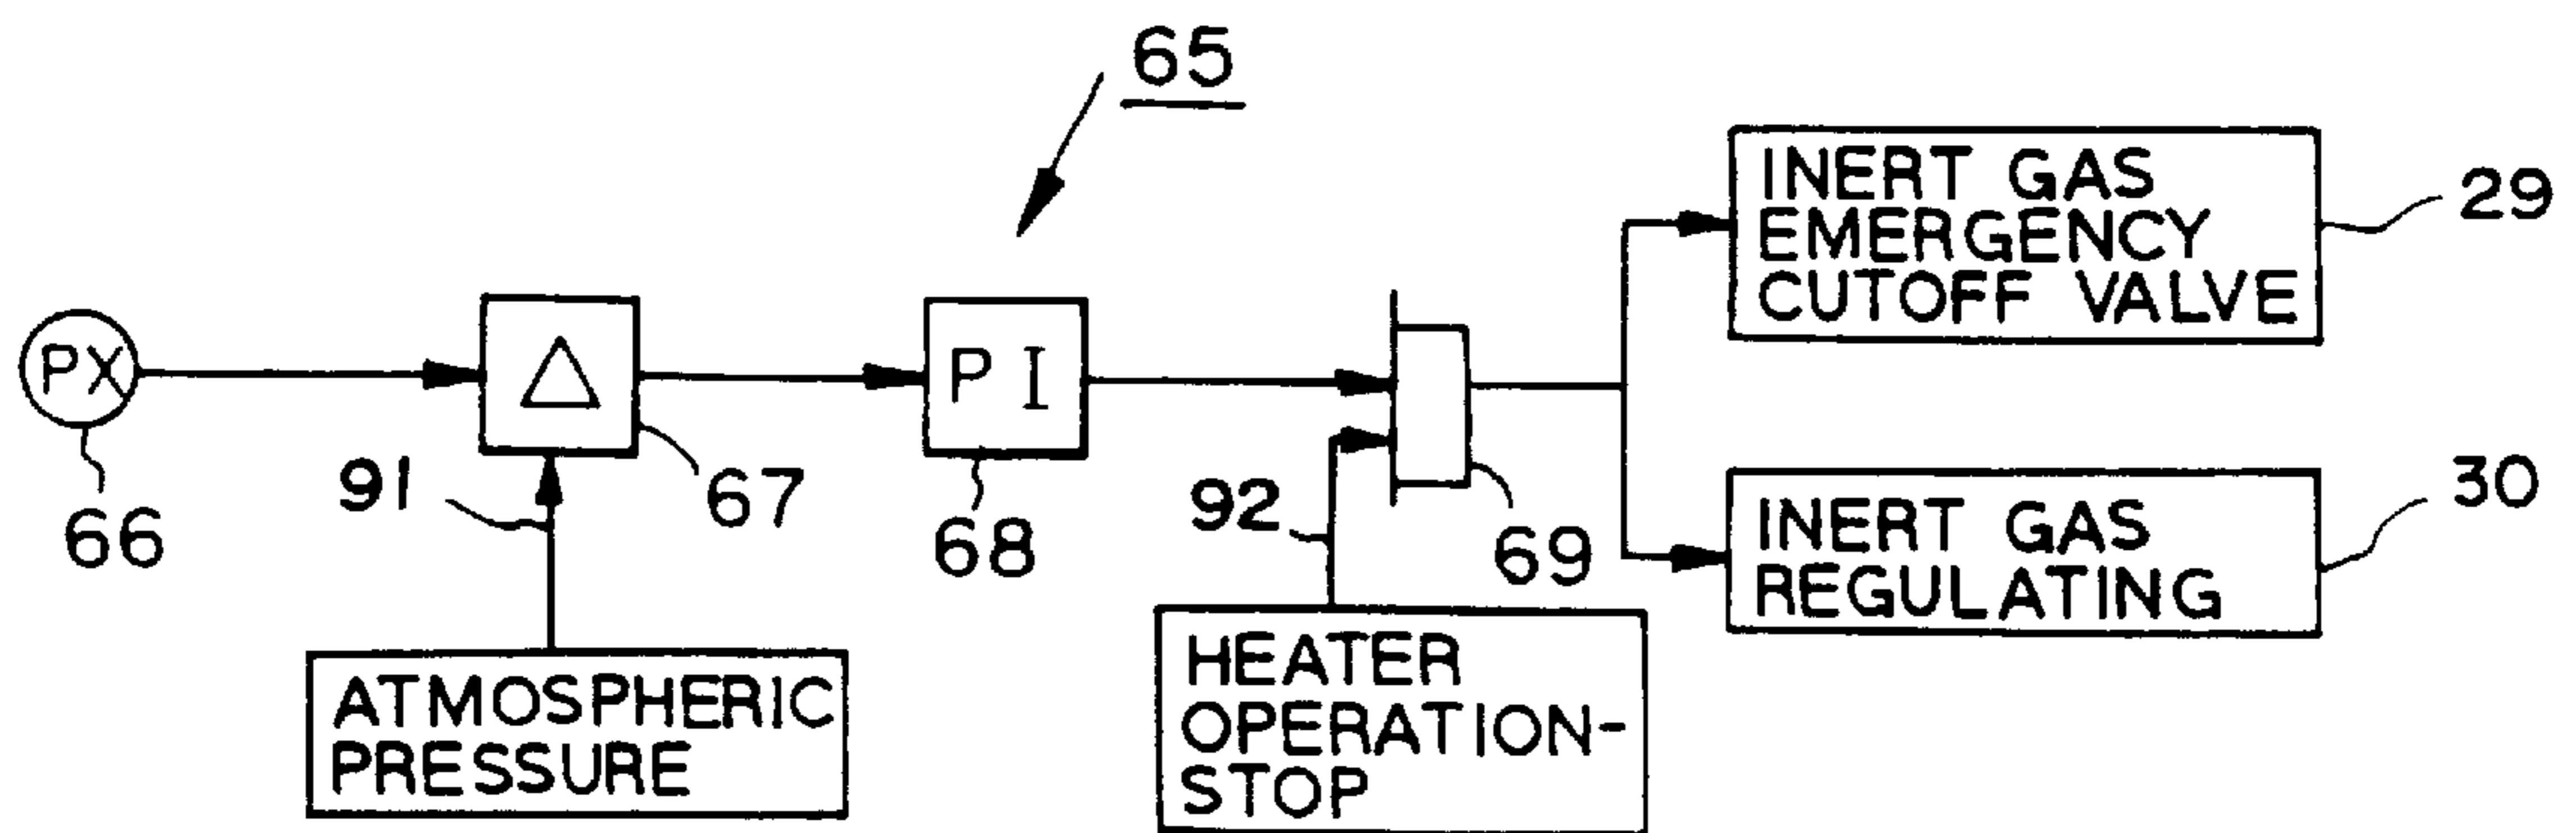 65
INERT GAS
EMERGENCY
CUTOFF VALVE
29
PX
66
△
67
91
ATMOSPHERIC
PRESSURE
PI
68
92
69
HEATER
OPERATION-
STOP
INERT GAS
REGULATING
30